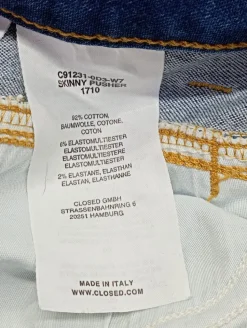 C91231-0D3-W7
SKINNY PUSHER
1710
92% COTTON,
BAUMWOLLE, COTONE,
COTON
6% ELASTOMULTIESTER
ELASTOMULTIESTER
ELASTOMULTIESTERE
ELASTOMULTIESTER
2% ELASTANE, ELASTHAN
ELASTAN, ELASTHANNE
CLOSED GMBH
STRASSENBAHNRING 6
20251 HAMBURG
MADE IN ITALY
WWW.CLOSED.COM